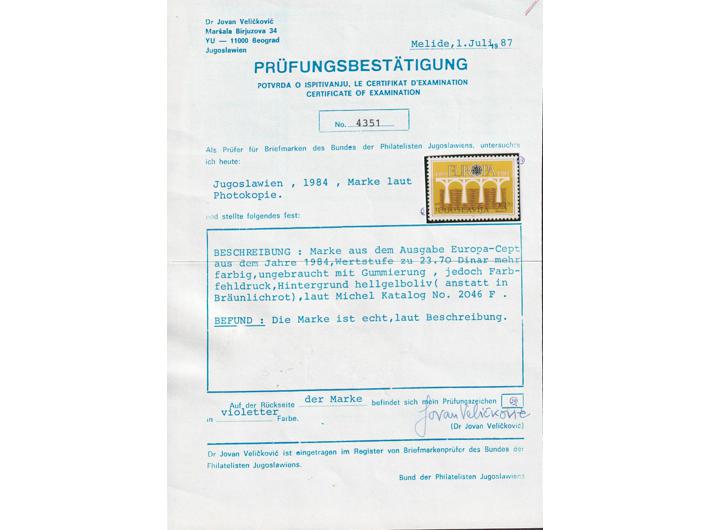 Dr Jovan Veličković
Maršala Birjuzova 34
YU — 11000 Beograd
Jugoslawien
Melide,1.Juli 1987
PRÜFUNGSBESTÄTIGUNG
POTVRDA O ISPITIVANJU, LE CERTIFIKAT D'EXAMINATION
CERTIFICATE OF EXAMINATION
No. 4351
Als Prüfer für Briefmarken des Bundes der Philatelisten Jugoslawiens, untersuchte
ich heute:
EUROPA
JUGOSLAVIJA
Jugoslawien , 1984 , Marke laut
Photokopie.
und stellte folgendes fest:
BESCHREIBUNG : Marke aus dem Ausgabe Europa-Cept
aus dem Jahre 1984,Wertstufe zu 23.70 Dinar mehr
farbig,ungebraucht mit Gummierung , jedoch Farb-
fehldruck,Hintergrund hellgelboliv( anstatt in
Bräunlichrot),laut Michel Katalog No. 2046 F .
BEFUND : Die Marke ist echt,laut Beschreibung.
Auf der Rückseite der Marke befindet sich mein Prüfungszeichen
in violetter Farbe.
Jovan Veličković
(Dr Jovan Veličković)
Dr Jovan Veličković ist eingetragen im Register von Briefmarkenprüfer des Bundes der
Philatelisten Jugoslawiens.
Bund der Philatelisten Jugoslawiens